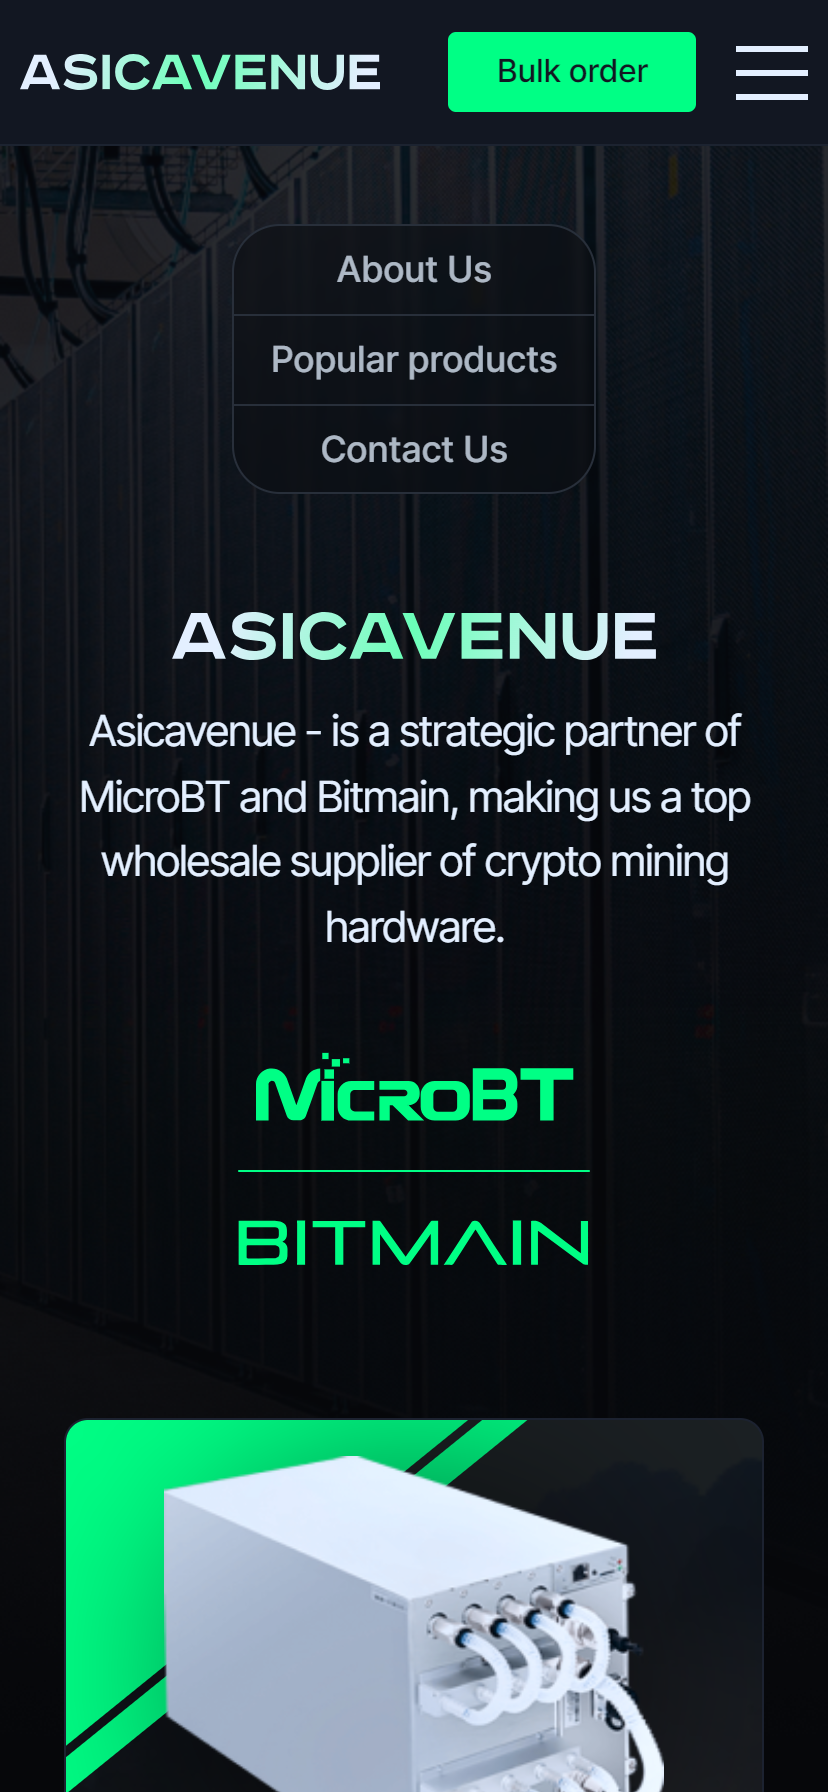 ASICAVENUE
Bulk order
About Us
Popular products
Contact Us
ASICAVENUE
Asicavenue - is a strategic partner of
MicroBT and Bitmain, making us a top
wholesale supplier of crypto mining
hardware.
MicroBT
BITMAIN